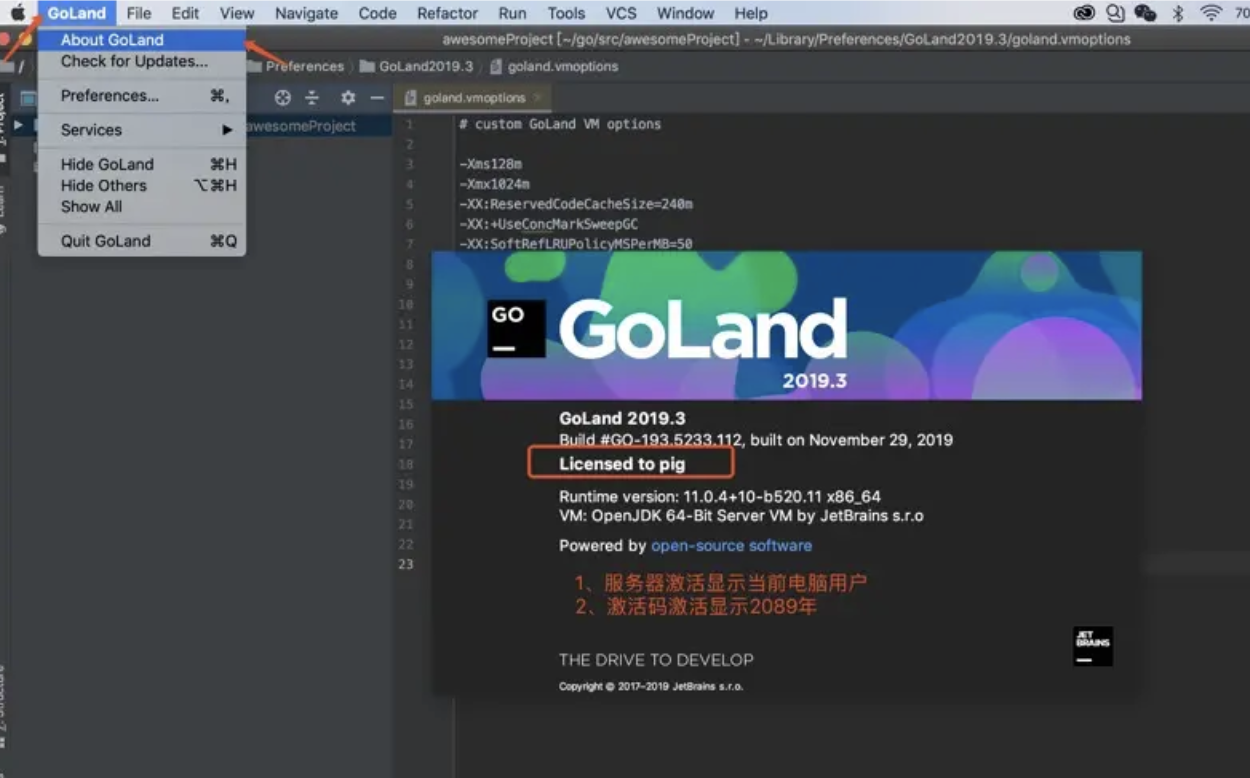 GoLand File Edit View Navigate Code Refactor Run Tools VCS Window Help 70
awesomeProject [~/go/src/awesomeProject] - ~/Library/Preferences/GoLand2019.3/goland.vmoptions
About GoLand
Check for Updates...
Preferences... ⌘,
Services ▶
Hide GoLand ⌘H
Hide Others ⌥⌘H
Show All
Quit GoLand ⌘Q
/ Preferences GoLand2019.3 goland.vmoptions
goland.vmoptions
awesomeProject
1 # custom GoLand VM options
2
3 -Xms128m
4 -Xmx1024m
5 -XX:ReservedCodeCacheSize=240m
6 -XX:+UseConcMarkSweepGC
7 -XX:SoftRefLRUPolicyMSPerMB=50
8
9
10
11
12
13
14
15
16
17
18
19
20
21
22
23
GO
GoLand
2019.3
GoLand 2019.3
Build #GO-193.5233.112, built on November 29, 2019
Licensed to pig
Runtime version: 11.0.4+10-b520.11 x86_64
VM: OpenJDK 64-Bit Server VM by JetBrains s.r.o
Powered by open-source software
1、服务器激活显示当前电脑用户
2、激活码激活显示2089年
JET
BRAINS
THE DRIVE TO DEVELOP
Copyright © 2017–2019 JetBrains s.r.o.